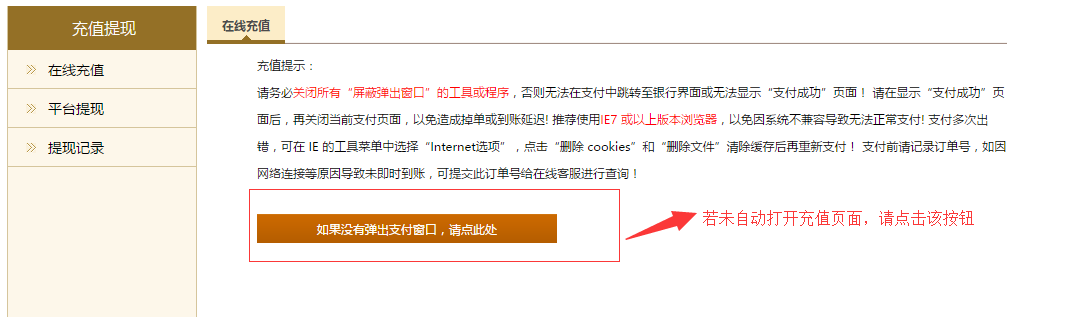 充值提现
在线充值
平台提现
提现记录
在线充值
充值提示：
请务必关闭所有“屏蔽弹出窗口”的工具或程序，否则无法在支付中跳转至银行界面或无法显示“支付成功”页面！ 请在显示“支付成功”页
面后，再关闭当前支付页面，以免造成掉单或到账延迟! 推荐使用IE7 或以上版本浏览器，以免因系统不兼容导致无法正常支付! 支付多次出
错，可在 IE 的工具菜单中选择“Internet选项”，点击“删除 cookies”和“删除文件”清除缓存后再重新支付！ 支付前请记录订单号，如因
网络连接等原因导致未即时到账，可提交此订单号给在线客服进行查询！
如果没有弹出支付窗口，请点此处
若未自动打开充值页面，请点击该按钮